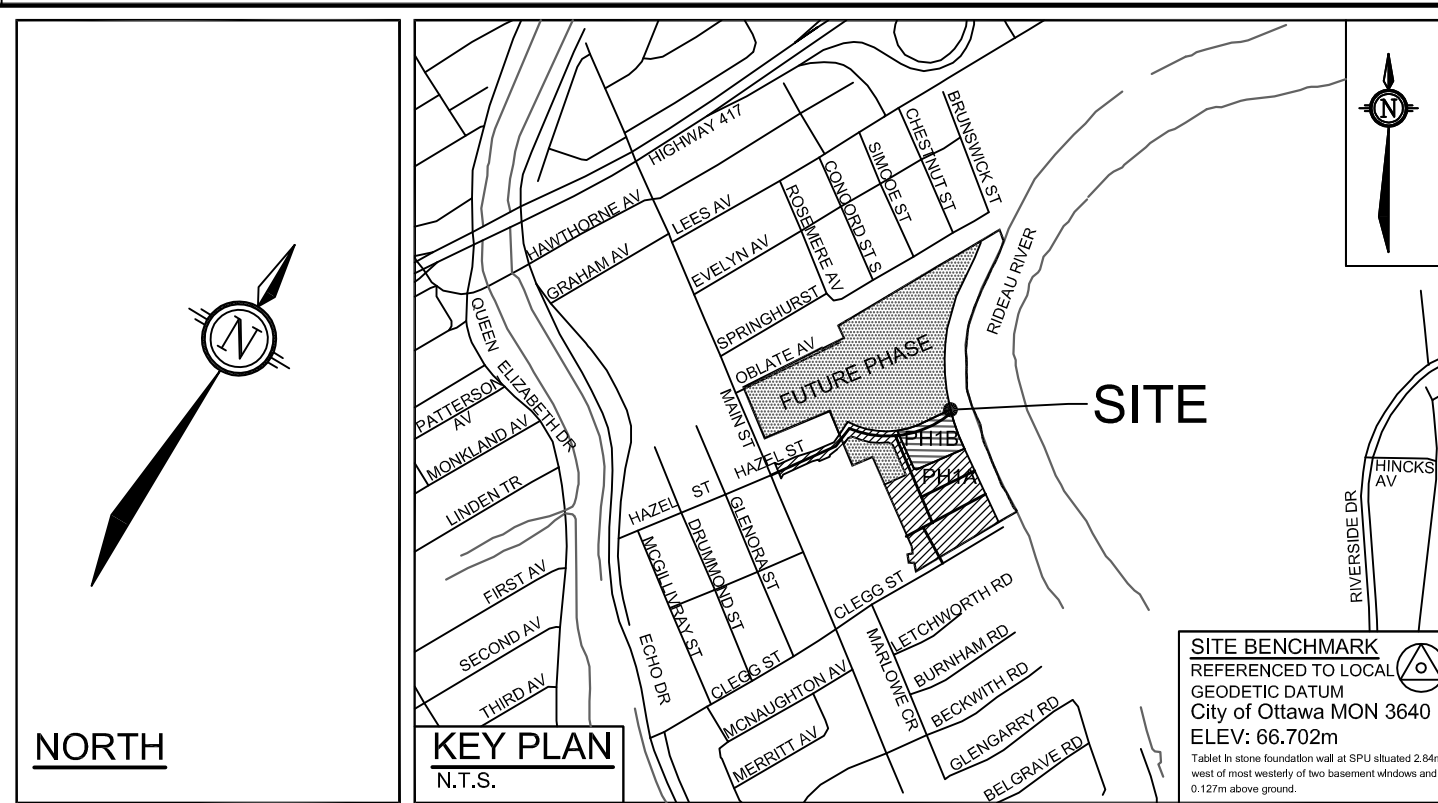 N
NORTH
HIGHWAY 417
BRUNSWICK ST
CHESTNUT ST
SIMCOE ST
CONCORD ST S
ROSEMERE AV
HAWTHORNE AV
LEES AV
GRAHAM AV
EVELYN AV
SPRINGHURST
OBLATE AV
RIDEAU RIVER
QUEEN ELIZABETH DR
FUTURE PHASE
SITE
PATTERSON
AV
MONKLAND AV
LINDEN TR
MAIN ST
HAZEL ST
PH1B
PH1A
HAZEL ST
GLENORA ST
DRUMMOND ST
MCGILLIVRAY ST
FIRST AV
SECOND AV
THIRD AV
ECHO DR
CLEGG ST
CLEGG ST
LETCHWORTH RD
BURNHAM RD
BECKWITH RD
MARLOWE CR
MCNAUGHTON AV
MERRITT AV
GLENGARRY RD
BELGRAVE RD
KEY PLAN
N.T.S.
N
HINCKS
AV
RIVERSIDE DR
SITE BENCHMARK
REFERENCED TO LOCAL
GEODETIC DATUM
City of Ottawa MON 3640
ELEV: 66.702m
Tablet in stone foundation wall at SPU situated 2.84m
west of most westerly of two basement windows and
0.127m above ground.